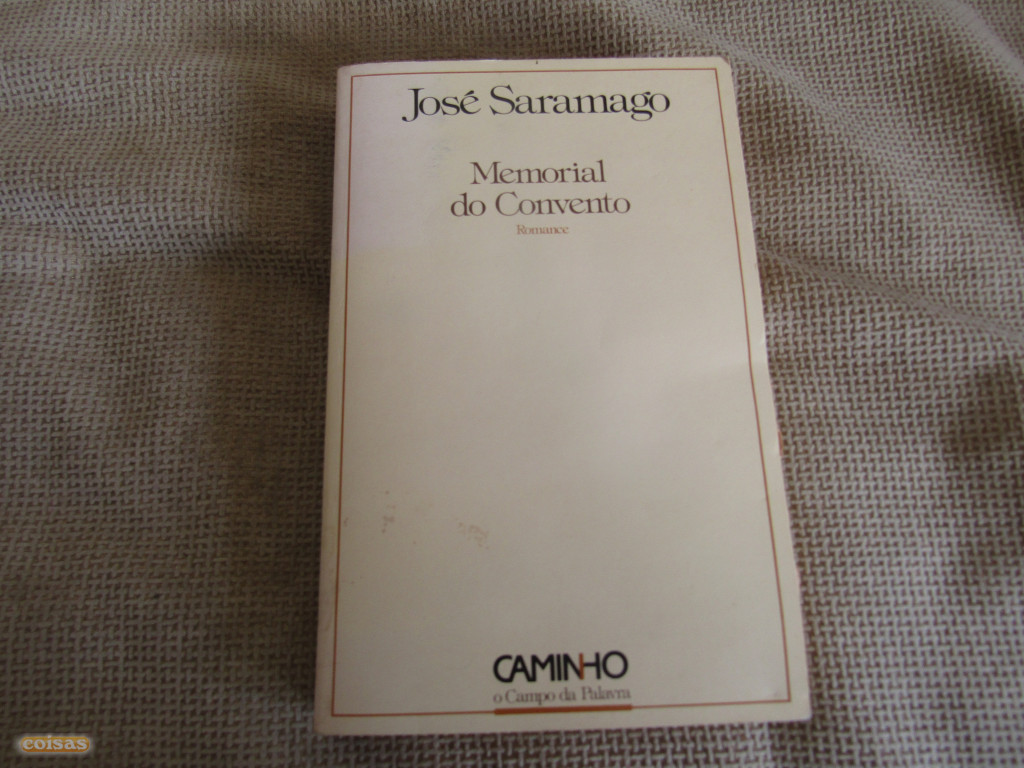 José Saramago
Memorial
do Convento
Romance
CAMINHO
o Campo da Palavra
coisas